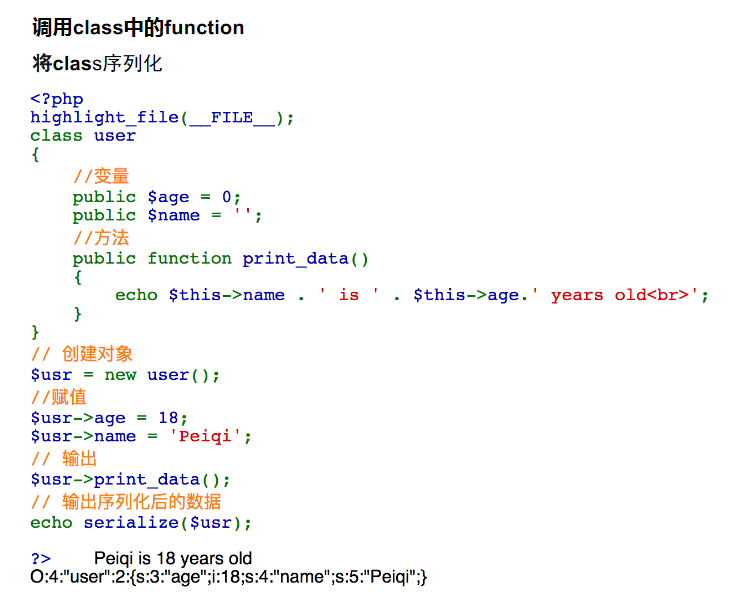 调用class中的function
将class序列化
<?php
highlight_file(__FILE__);
class user
{
    //变量
    public $age = 0;
    public $name = '';
    //方法
    public function print_data()
    {
        echo $this->name . ' is ' . $this->age.' years old<br>';
    }
}
// 创建对象
$usr = new user();
//赋值
$usr->age = 18;
$usr->name = 'Peiqi';
// 输出
$usr->print_data();
// 输出序列化后的数据
echo serialize($usr);
?> Peiqi is 18 years old
O:4:"user":2:{s:3:"age";i:18;s:4:"name";s:5:"Peiqi";}